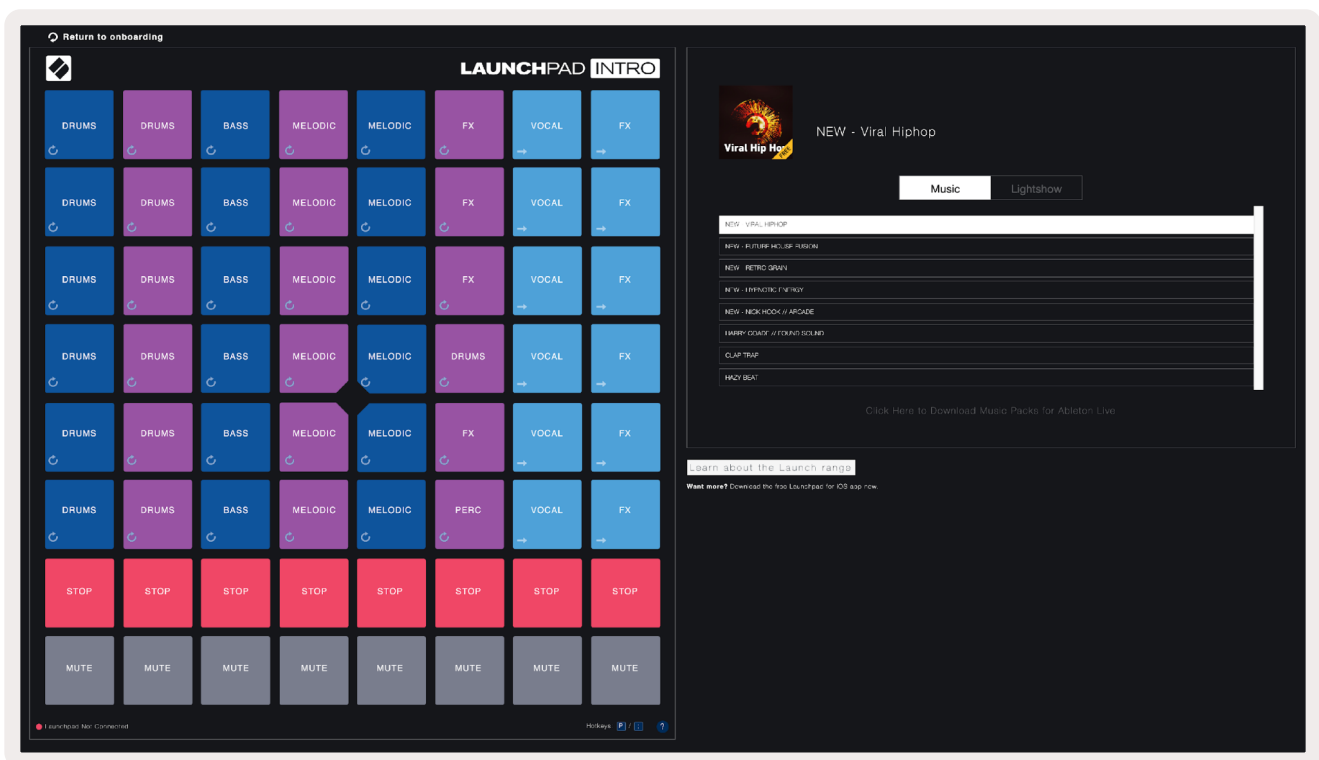 Return to onboarding
LAUNCHPAD INTRO
DRUMS DRUMS BASS MELODIC MELODIC FX VOCAL FX
DRUMS DRUMS BASS MELODIC MELODIC FX VOCAL FX
DRUMS DRUMS BASS MELODIC MELODIC FX VOCAL FX
DRUMS DRUMS BASS MELODIC MELODIC DRUMS VOCAL FX
DRUMS DRUMS BASS MELODIC MELODIC FX VOCAL FX
DRUMS DRUMS BASS MELODIC MELODIC PERC VOCAL FX
STOP STOP STOP STOP STOP STOP STOP STOP
MUTE MUTE MUTE MUTE MUTE MUTE MUTE MUTE
Launchpad Not Connected
Hotkeys P / ?
Viral Hip Hop
FREE
NEW - Viral Hiphop
Music Lightshow
NEW - VIRAL HIPHOP
NEW - FUTURE HOUSE FUSION
NEW - RETRO GRAIN
NEW - HYPNOTIC ENERGY
NEW - NICK HOOK // ARCADE
HARRY COADE // FOUND SOUND
CLAP TRAP
HAZY BEAT
Click Here to Download Music Packs for Ableton Live
Learn about the Launch range
Want more? Download the free Launchpad for iOS app now.